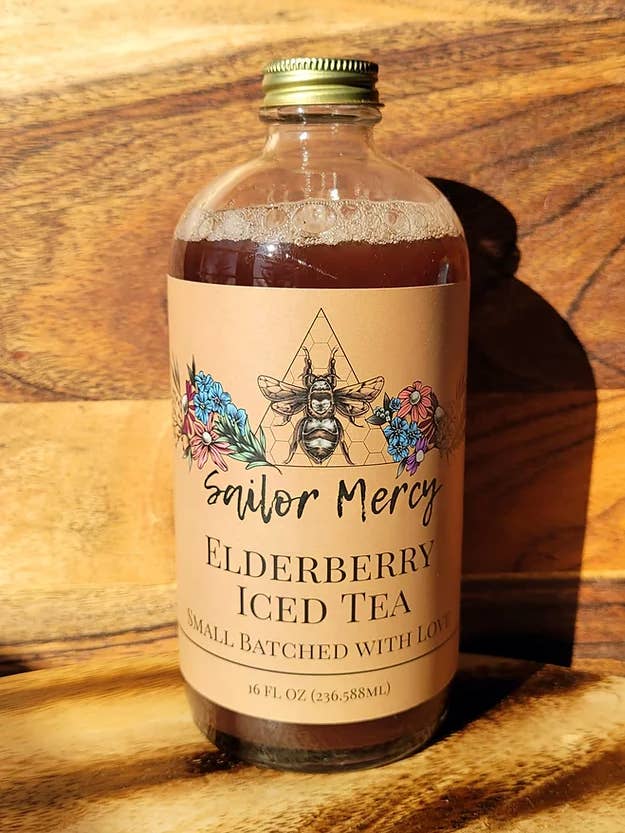 Sailor Mercy
Elderberry
Iced Tea
Small Batched with Love
16 FL OZ (236.588ML)